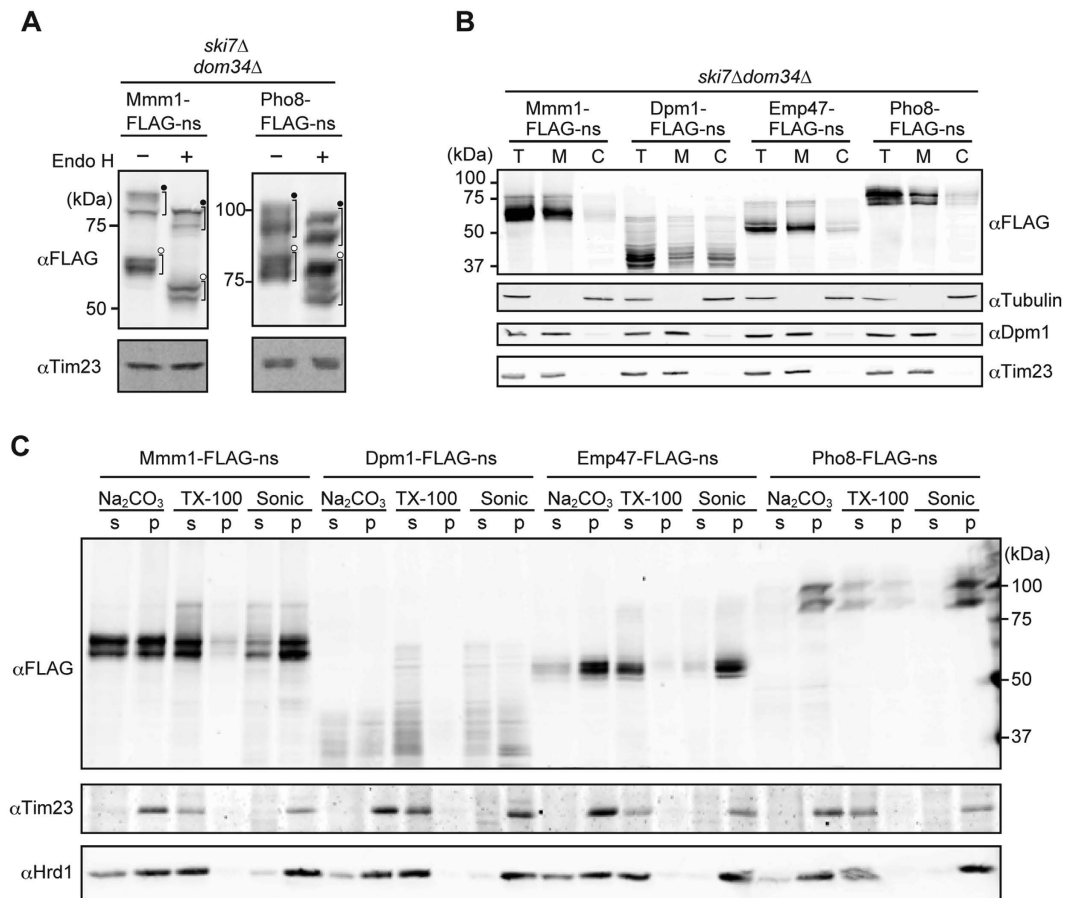 A
ski7Δ
dom34Δ
Mmm1-
FLAG-ns
Pho8-
FLAG-ns
Endo H
−
+
−
+
(kDa)
75
αFLAG
50
100
75
αTim23
B
ski7Δdom34Δ
Mmm1-
FLAG-ns
Dpm1-
FLAG-ns
Emp47-
FLAG-ns
Pho8-
FLAG-ns
(kDa)
T M C T M C T M C T M C
100
75
50
37
αFLAG
αTubulin
αDpm1
αTim23
C
Mmm1-FLAG-ns Dpm1-FLAG-ns Emp47-FLAG-ns Pho8-FLAG-ns
Na₂CO₃ TX-100 Sonic Na₂CO₃ TX-100 Sonic Na₂CO₃ TX-100 Sonic Na₂CO₃ TX-100 Sonic
s p s p s p s p s p s p s p s p s p s p s p s p
(kDa)
100
75
50
37
αFLAG
αTim23
αHrd1